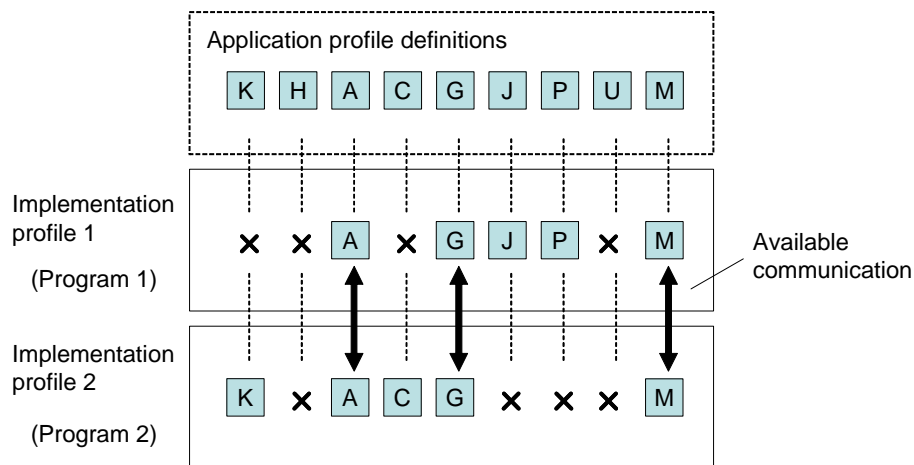 Application profile definitions
K H A C G J P U M
Implementation
profile 1
(Program 1)
A G J P M
Available
communication
Implementation
profile 2
(Program 2)
K A C G M